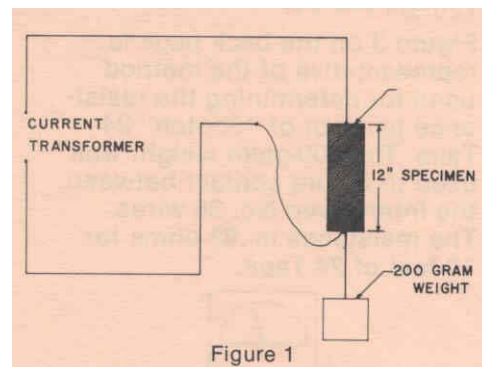 CURRENT
TRANSFORMER
12" SPECIMEN
200 GRAM
WEIGHT
Figure 1